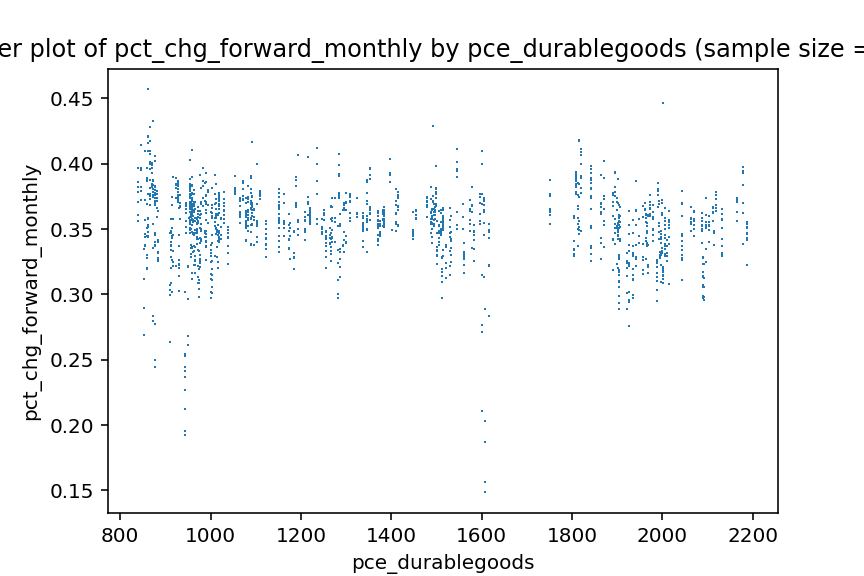 er plot of pct_chg_forward_monthly by pce_durablegoods (sample size =
0.45
0.40
0.35
0.30
0.25
0.20
0.15
pct_chg_forward_monthly
800 1000 1200 1400 1600 1800 2000 2200
pce_durablegoods